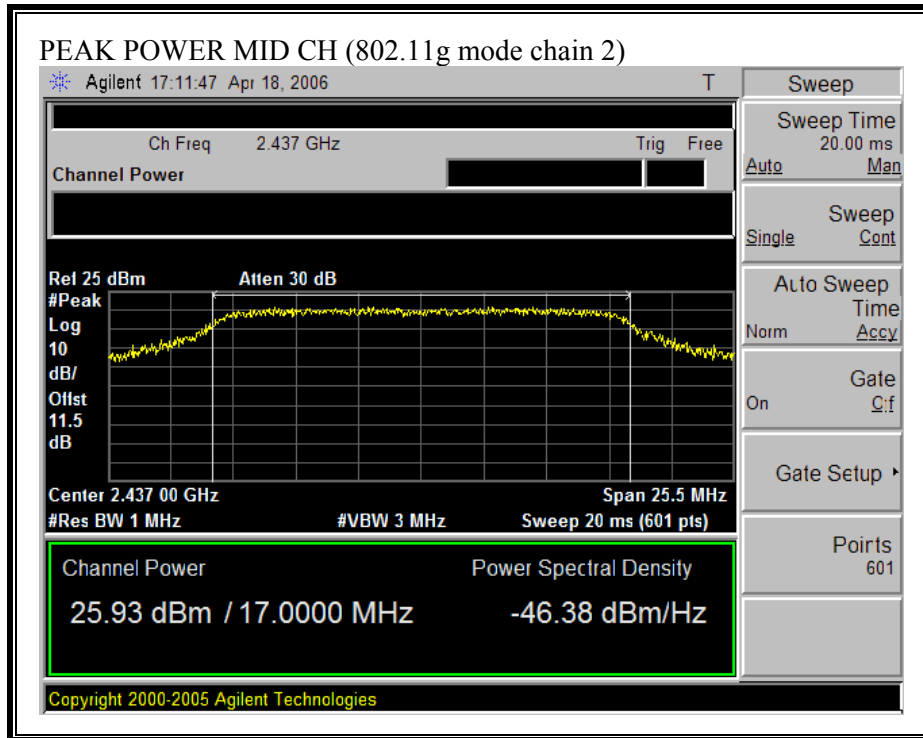 PEAK POWER MID CH (802.11g mode chain 2)
Agilent 17:11:47 Apr 18, 2006 T
Ch Freq 2.437 GHz Trig Free
Channel Power
Ref 25 dBm Atten 30 dB
#Peak
Log
10
dB/
Offst
11.5
dB
Center 2.437 00 GHz Span 25.5 MHz
#Res BW 1 MHz #VBW 3 MHz Sweep 20 ms (601 pts)
Channel Power Power Spectral Density
25.93 dBm / 17.0000 MHz -46.38 dBm/Hz
Copyright 2000-2005 Agilent Technologies
Sweep
Sweep Time
20.00 ms
Auto Man
Sweep
Single Cont
Auto Sweep
Time
Norm Accy
Gate
On Off
Gate Setup
Points
601